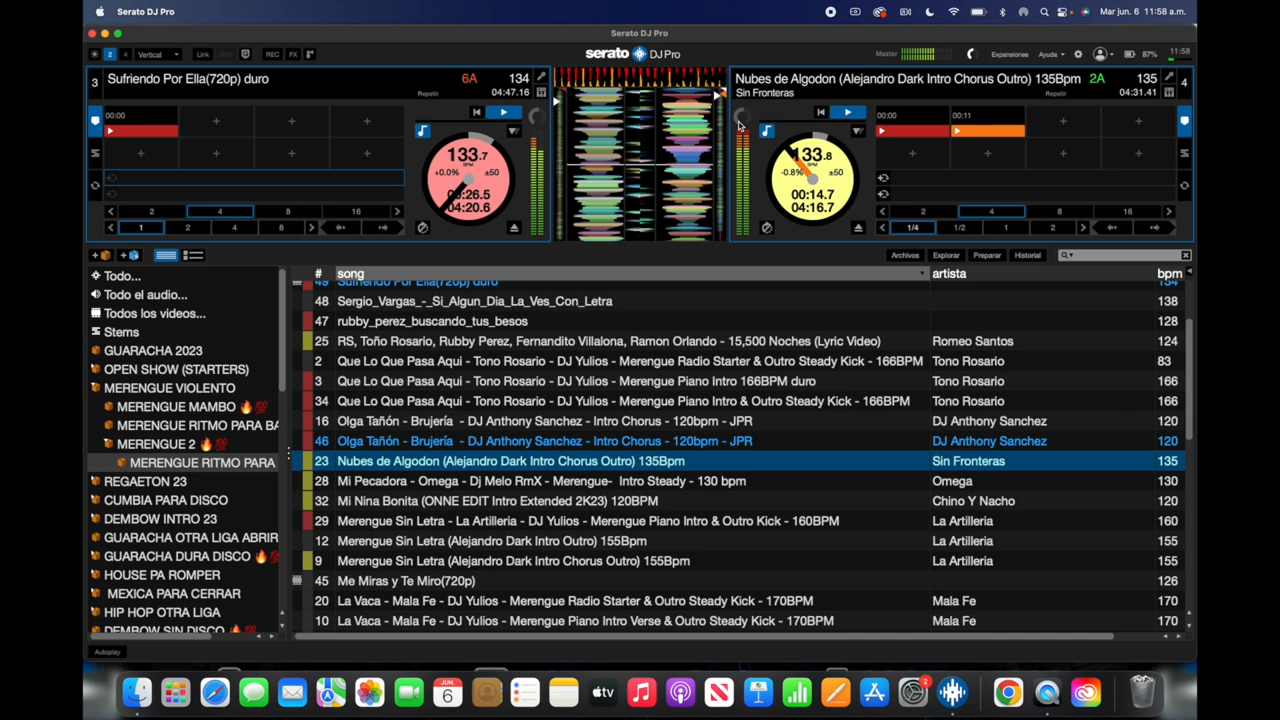 Serato DJ Pro
Mar jun. 6 11:58 a.m.
Serato DJ Pro
2 4 Vertical
Link
REC FX
serato DJ Pro
Master
Expansiones
Ayuda
87%
11:58
3 Sufriendo Por Ella(720p) duro
6A 134
Repetir 04:47.16
Nubes de Algodon (Alejandro Dark Intro Chorus Outro) 135Bpm 2A 135 4
Sin Fronteras
Repetir 04:31.41
00:00
133.7
BPM
+0.0% ±50
00:26.5
04:20.6
133.8
BPM
-0.8% ±50
00:14.7
04:16.7
00:00 00:11
2 4 8 16
1 2 4 8
2 4 8 16
1/4 1/2 1 2
Archivos Explorar Preparar Historial
# song artista bpm
Todo...
Todo el audio...
Todos los videos...
Stems
GUARACHA 2023
OPEN SHOW (STARTERS)
MERENGUE VIOLENTO
MERENGUE MAMBO 🔥💯
MERENGUE RITMO PARA BA
MERENGUE 2 🔥💯
MERENGUE RITMO PARA
REGAETON 23
CUMBIA PARA DISCO
DEMBOW INTRO 23
GUARACHA OTRA LIGA ABRIR
GUARACHA DURA DISCO 🔥💯
HOUSE PA ROMPER
MEXICA PARA CERRAR
HIP HOP OTRA LIGA
DEMBOW SIN DISCO 🔥💯
49 Sufriendo Por Ella(720p) duro 134
48 Sergio_Vargas_-_Si_Algun_Dia_La_Ves_Con_Letra 138
47 rubby_perez_buscando_tus_besos 128
25 RS, Toño Rosario, Rubby Perez, Fernandito Villalona, Ramon Orlando - 15,500 Noches (Lyric Video) Romeo Santos 124
2 Que Lo Que Pasa Aqui - Tono Rosario - DJ Yulios - Merengue Radio Starter & Outro Steady Kick - 166BPM Tono Rosario 83
3 Que Lo Que Pasa Aqui - Tono Rosario - DJ Yulios - Merengue Piano Intro 166BPM duro Tono Rosario 166
34 Que Lo Que Pasa Aqui - Tono Rosario - DJ Yulios - Merengue Piano Intro & Outro Steady Kick - 166BPM Tono Rosario 166
16 Olga Tañón - Brujería - DJ Anthony Sanchez - Intro Chorus - 120bpm - JPR DJ Anthony Sanchez 120
46 Olga Tañón - Brujería - DJ Anthony Sanchez - Intro Chorus - 120bpm - JPR DJ Anthony Sanchez 120
23 Nubes de Algodon (Alejandro Dark Intro Chorus Outro) 135Bpm Sin Fronteras 135
28 Mi Pecadora - Omega - Dj Melo RmX - Merengue- Intro Steady - 130 bpm Omega 130
32 Mi Nina Bonita (ONNE EDIT Intro Extended 2K23) 120BPM Chino Y Nacho 120
29 Merengue Sin Letra - La Artilleria - DJ Yulios - Merengue Piano Intro & Outro Kick - 160BPM La Artilleria 160
12 Merengue Sin Letra (Alejandro Dark Intro Outro) 155bpm La Artilleria 155
9 Merengue Sin Letra (Alejandro Dark Intro Chorus Outro) 155Bpm La Artilleria 155
45 Me Miras y Te Miro(720p) 126
20 La Vaca - Mala Fe - DJ Yulios - Merengue Radio Starter & Outro Steady Kick - 170BPM Mala Fe 170
10 La Vaca - Mala Fe - DJ Yulios - Merengue Piano Intro Verse & Outro Steady Kick - 170BPM Mala Fe 170
Autoplay
JUN.
6
tv
2